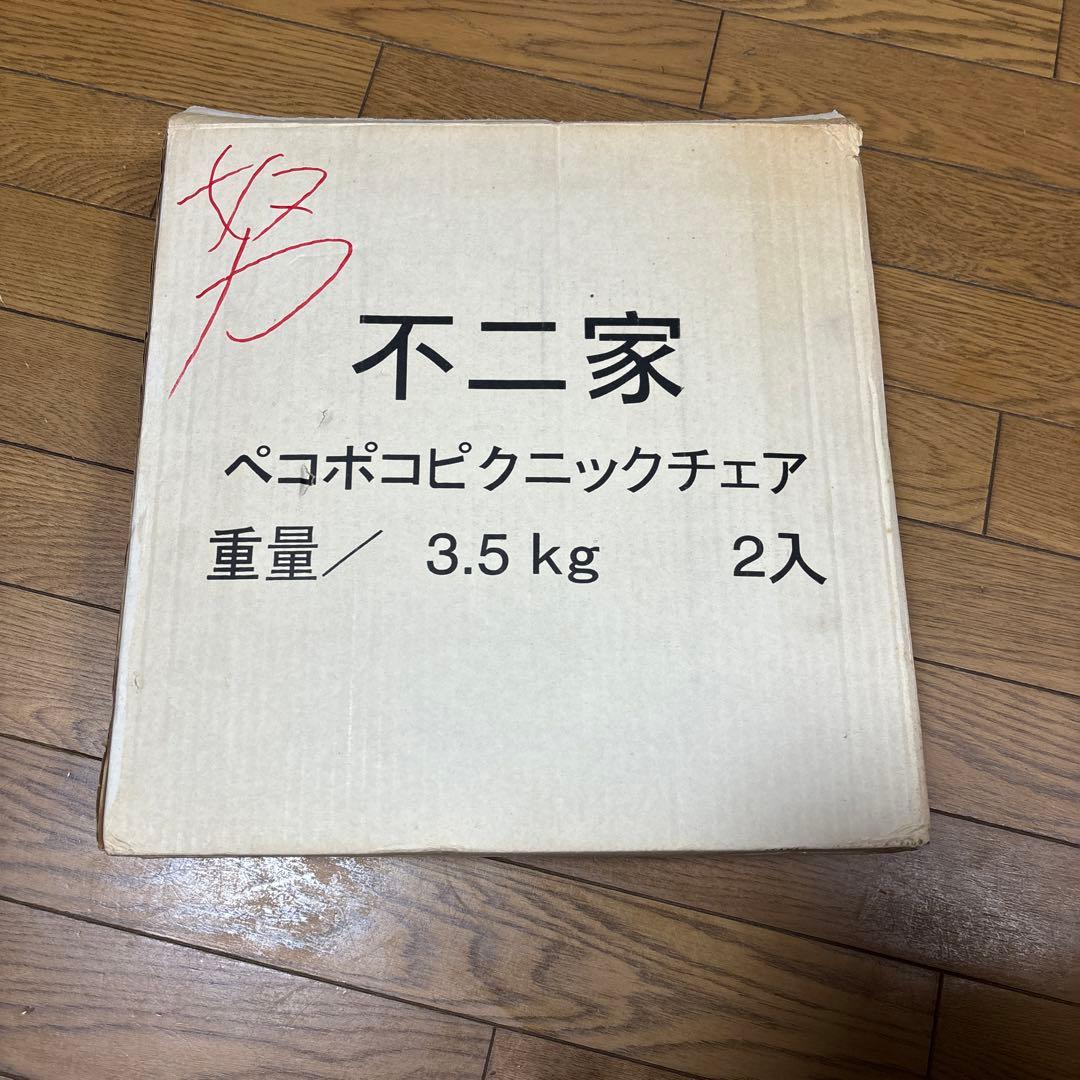 努
不二家
ペコポコピクニックチェア
重量／ 3.5 kg 2入